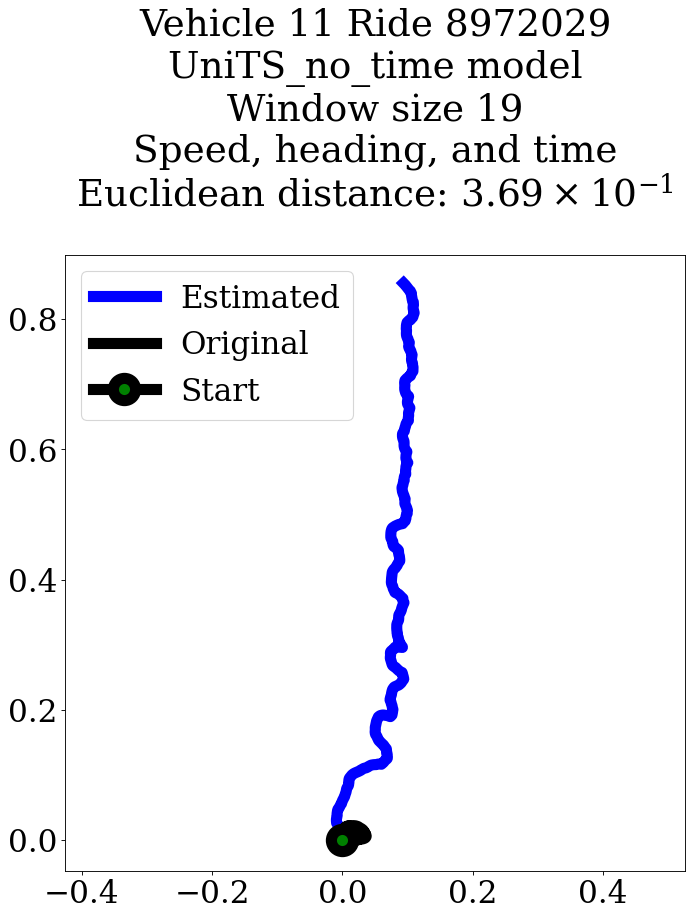 Vehicle 11 Ride 8972029
UniTS_no_time model
Window size 19
Speed, heading, and time
Euclidean distance: 3.69 × 10⁻¹
Estimated
Original
Start
0.8
0.6
0.4
0.2
0.0
−0.4 −0.2 0.0 0.2 0.4